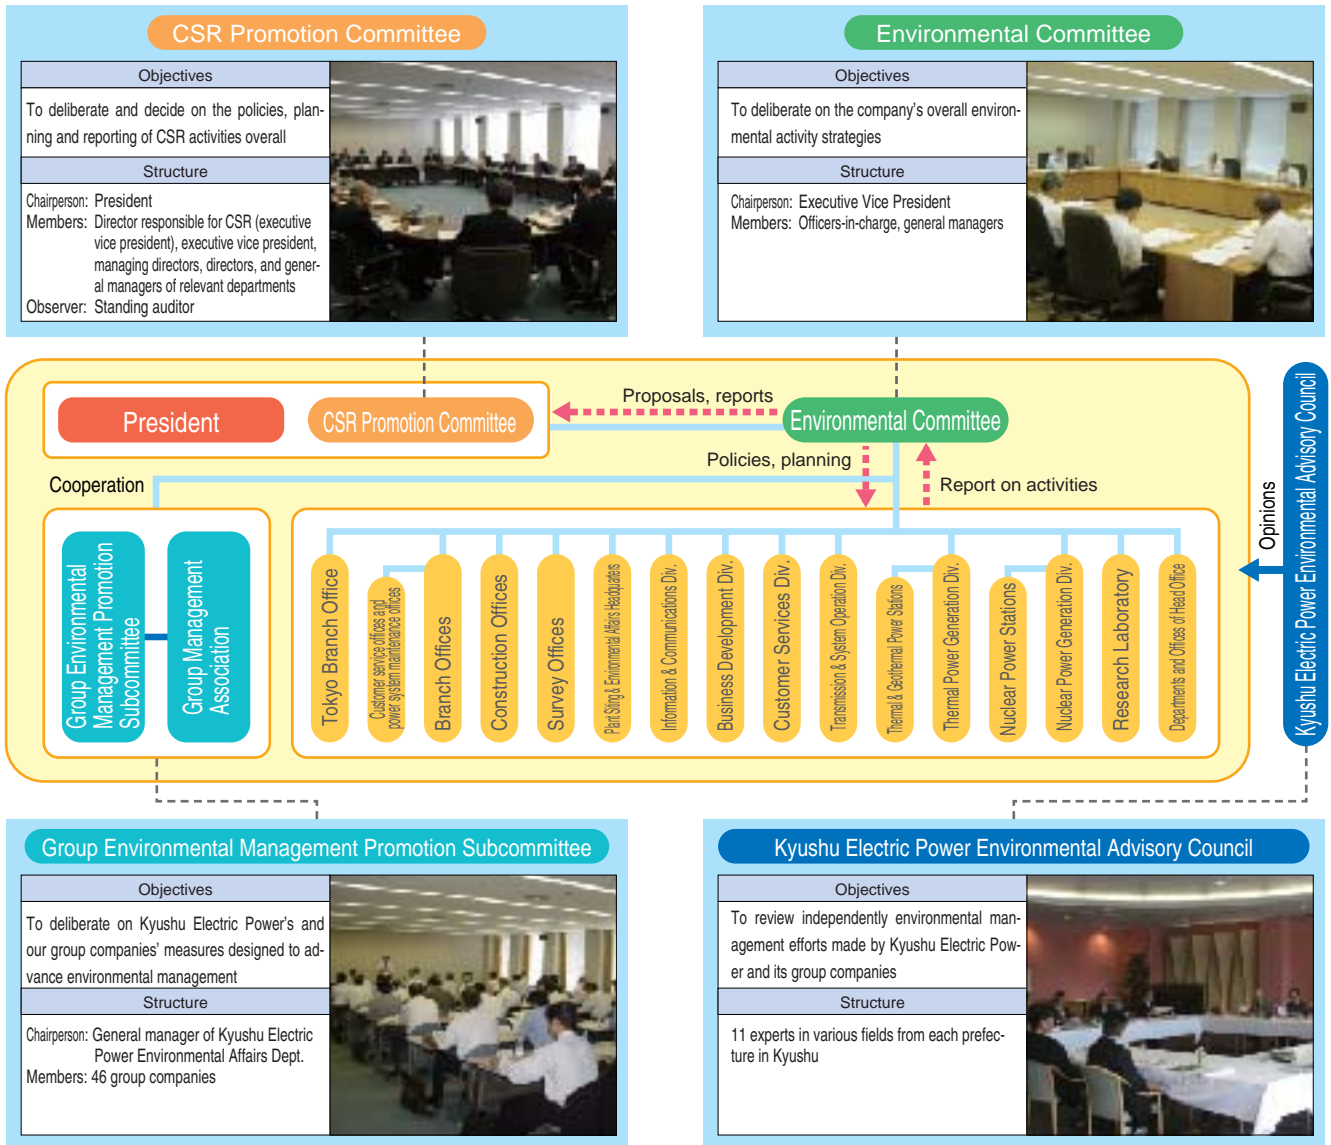 CSR Promotion Committee
Objectives
To deliberate and decide on the policies, plan-
ning and reporting of CSR activities overall
Structure
Chairperson: President
Members: Director responsible for CSR (executive
vice president), executive vice president,
managing directors, directors, and gener-
al managers of relevant departments
Observer: Standing auditor
Environmental Committee
Objectives
To deliberate on the company's overall environ-
mental activity strategies
Structure
Chairperson: Executive Vice President
Members: Officers-in-charge, general managers
President
CSR Promotion Committee
Proposals, reports
Environmental Committee
Policies, planning
Report on activities
Cooperation
Group Environmental
Management Promotion
Subcommittee
Group Management
Association
Tokyo Branch Office
Customer service offices and
power system maintenance offices
Branch Offices
Construction Offices
Survey Offices
Plant Siting & Environmental Affairs Headquaters
Information & Communications Div.
Business Development Div.
Customer Services Div.
Transmission & System Operation Div.
Thermal & Geothermal Power Stations
Thermal Power Generation Div.
Nuclear Power Stations
Nuclear Power Generation Div.
Research Laboratory
Departments and Offices of Head Office
Opinions
Kyushu Electric Power Environmental Advisory Council
Group Environmental Management Promotion Subcommittee
Objectives
To deliberate on Kyushu Electric Power's and
our group companies' measures designed to ad-
vance environmental management
Structure
Chairperson: General manager of Kyushu Electric
Power Environmental Affairs Dept.
Members: 46 group companies
Kyushu Electric Power Environmental Advisory Council
Objectives
To review independently environmental man-
agement efforts made by Kyushu Electric Pow-
er and its group companies
Structure
11 experts in various fields from each prefec-
ture in Kyushu